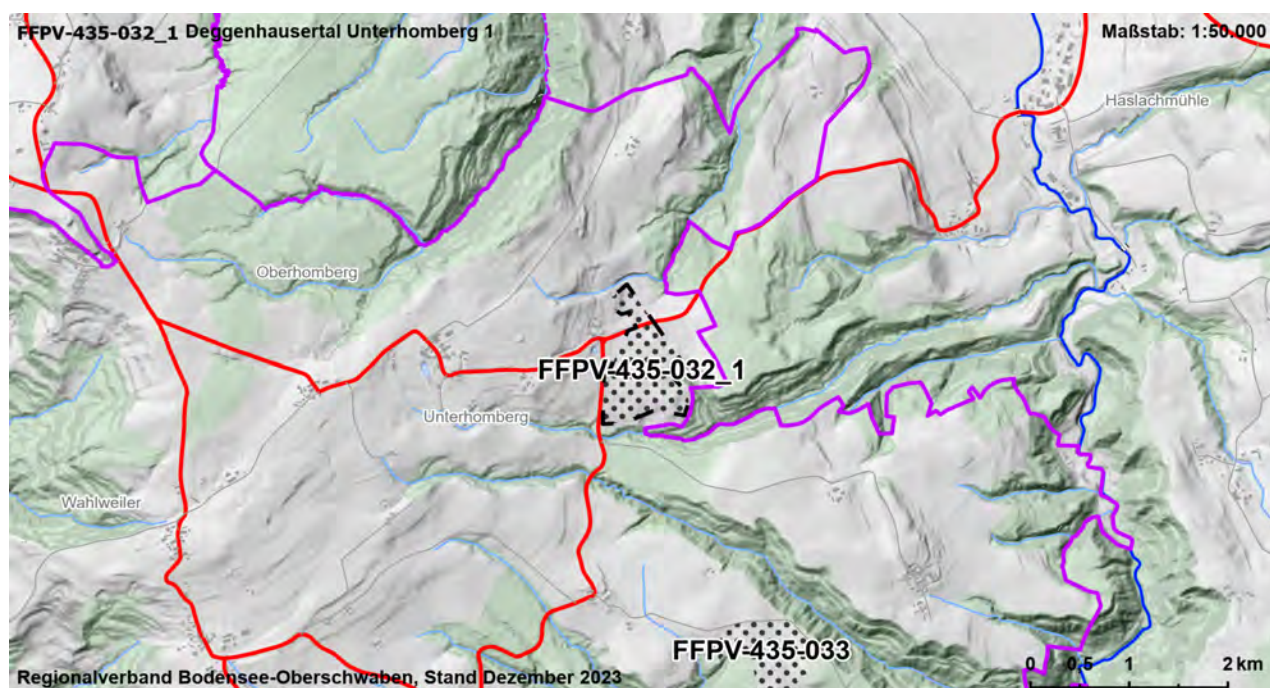 FFPV-435-032_1 Deggenhausertal Unterhomberg 1
Maßstab: 1:50.000
Haslachmühle
Oberhomberg
FFPV-435-032_1
Unterhomberg
Wahlweiler
FFPV-435-033
0 0,5 1 2 km
Regionalverband Bodensee-Oberschwaben, Stand Dezember 2023